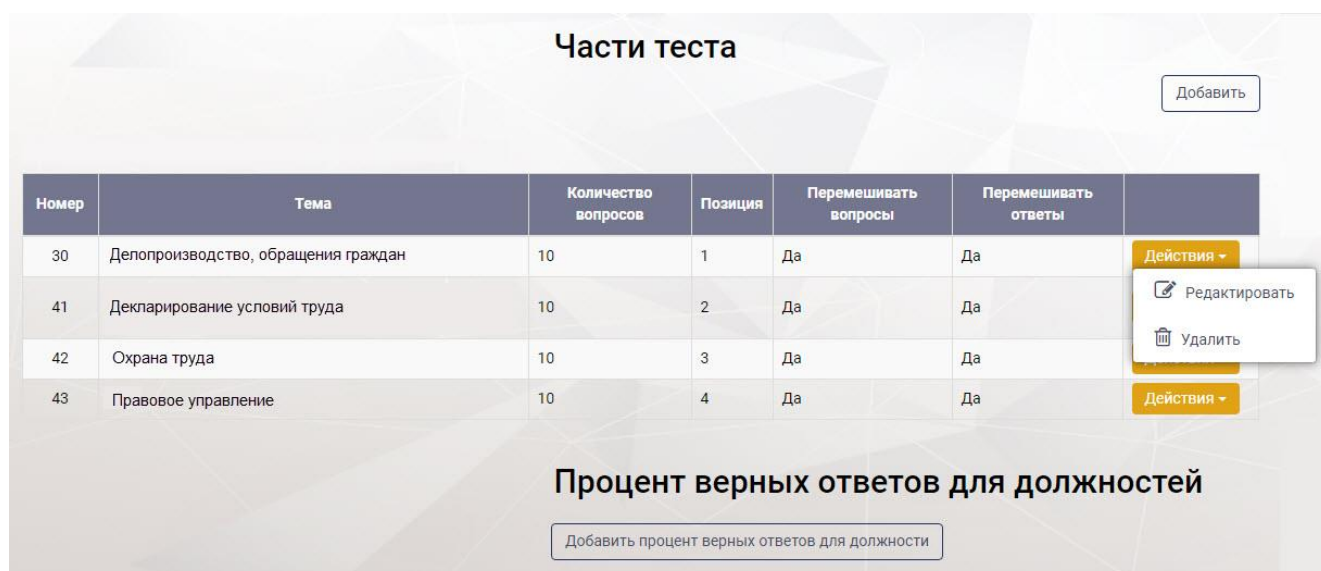 Части теста
Добавить
Номер Тема Количество вопросов Позиция Перемешивать вопросы Перемешивать ответы
30 Делопроизводство, обращения граждан 10 1 Да Да Действия
41 Декларирование условий труда 10 2 Да Да
42 Охрана труда 10 3 Да Да
43 Правовое управление 10 4 Да Да Действия
Редактировать
Удалить
Процент верных ответов для должностей
Добавить процент верных ответов для должности